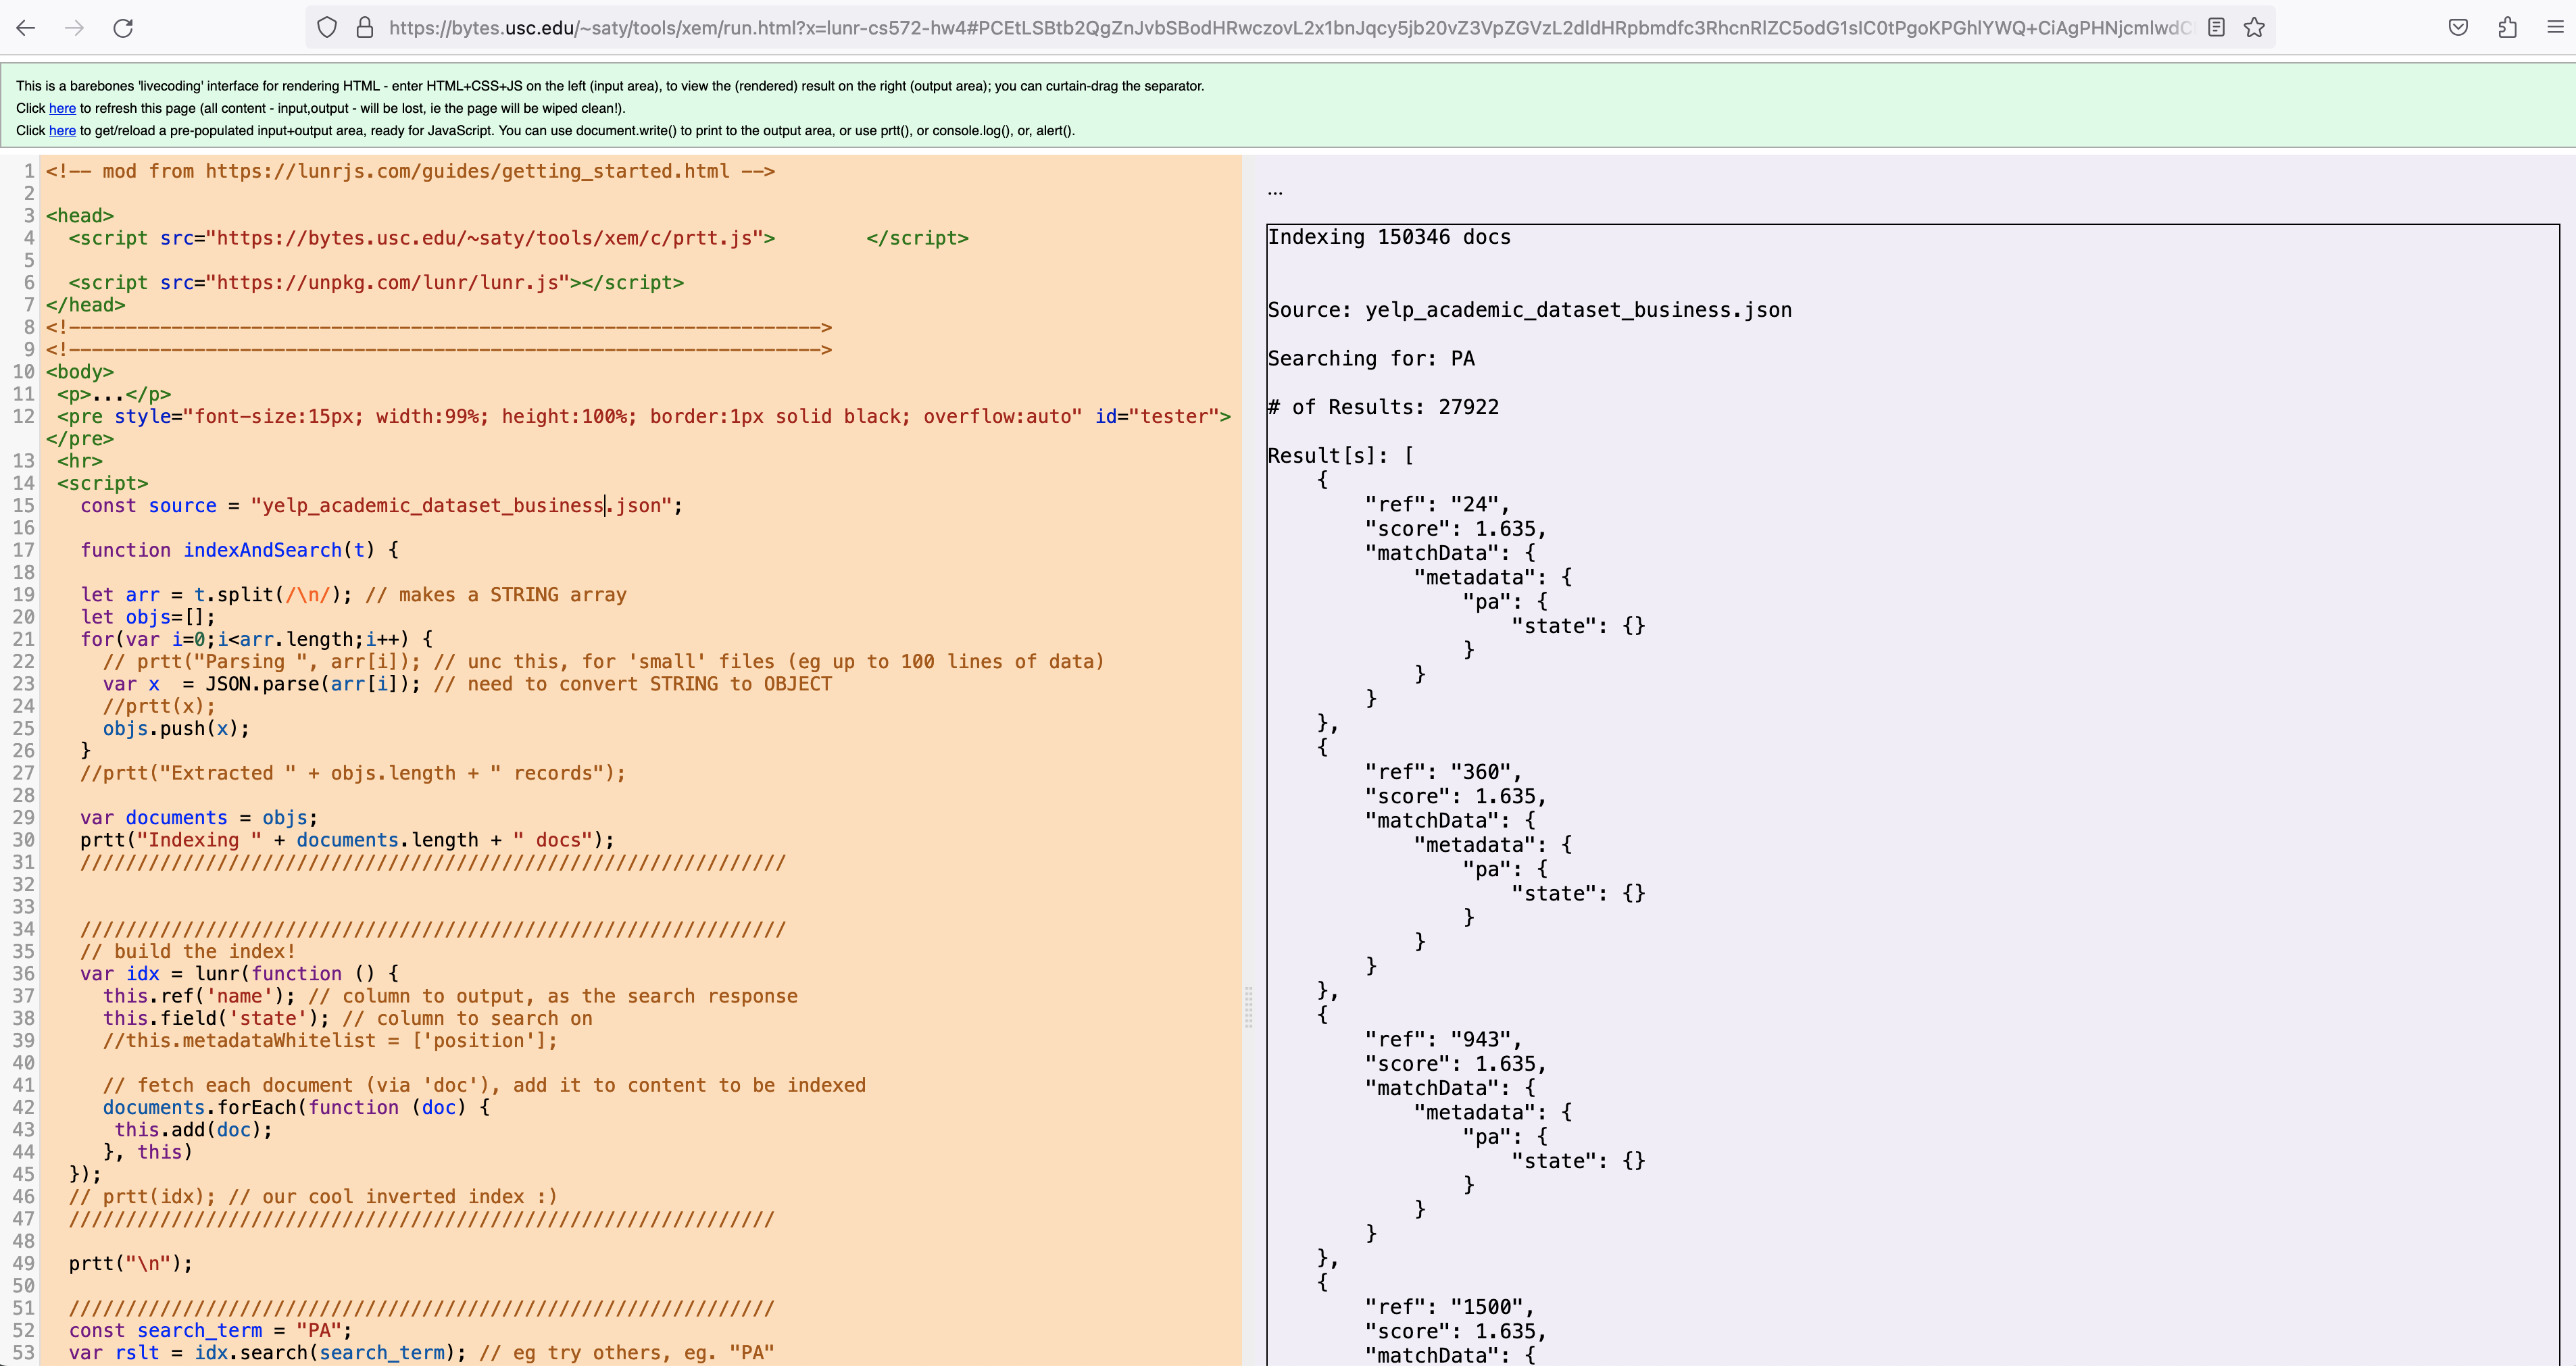 https://bytes.usc.edu/~saty/tools/xem/run.html?x=lunr-cs572-hw4#
This is a barebones 'livecoding' interface for rendering HTML - enter HTML+CSS+JS on the left (input area), to view the (rendered) result on the right (output area); you can curtain-drag the separator.
Click here to refresh this page (all content - input,output - will be lost, ie the page will be wiped clean!).
Click here to get/reload a pre-populated input+output area, ready for JavaScript. You can use document.write() to print to the output area, or use prtt(), or console.log(), or, alert().
1 <!-- mod from https://lunrjs.com/guides/getting_started.html -->
2
3 <head>
4   <script src="https://bytes.usc.edu/~saty/tools/xem/c/prtt.js">        </script>
5
6   <script src="https://unpkg.com/lunr/lunr.js"></script>
7 </head>
8 <!------------------------------------------------------------------>
9 <!------------------------------------------------------------------>
10 <body>
11  <p>...</p>
12  <pre style="font-size:15px; width:99%; height:100%; border:1px solid black; overflow:auto" id="tester">
</pre>
13  <hr>
14  <script>
15    const source = "yelp_academic_dataset_business.json";
16
17    function indexAndSearch(t) {
18
19    let arr = t.split(/\n/); // makes a STRING array
20    let objs=[];
21    for(var i=0;i<arr.length;i++) {
22      // prtt("Parsing ", arr[i]); // unc this, for 'small' files (eg up to 100 lines of data)
23      var x  = JSON.parse(arr[i]); // need to convert STRING to OBJECT
24      //prtt(x);
25      objs.push(x);
26    }
27    //prtt("Extracted " + objs.length + " records");
28
29    var documents = objs;
30    prtt("Indexing " + documents.length + " docs");
31    //////////////////////////////////////////////////////////////
32
33
34    //////////////////////////////////////////////////////////////
35    // build the index!
36    var idx = lunr(function () {
37      this.ref('name'); // column to output, as the search response
38      this.field('state'); // column to search on
39      //this.metadataWhitelist = ['position'];
40
41      // fetch each document (via 'doc'), add it to content to be indexed
42      documents.forEach(function (doc) {
43       this.add(doc);
44      }, this)
45   });
46   // prtt(idx); // our cool inverted index :)
47   //////////////////////////////////////////////////////////////
48
49   prtt("\n");
50
51   //////////////////////////////////////////////////////////////
52   const search_term = "PA";
53   var rslt = idx.search(search_term); // eg try others, eg. "PA"
...
Indexing 150346 docs
Source: yelp_academic_dataset_business.json
Searching for: PA
# of Results: 27922
Result[s]: [
    {
        "ref": "24",
        "score": 1.635,
        "matchData": {
            "metadata": {
                "pa": {
                    "state": {}
                }
            }
        }
    },
    {
        "ref": "360",
        "score": 1.635,
        "matchData": {
            "metadata": {
                "pa": {
                    "state": {}
                }
            }
        }
    },
    {
        "ref": "943",
        "score": 1.635,
        "matchData": {
            "metadata": {
                "pa": {
                    "state": {}
                }
            }
        }
    },
    {
        "ref": "1500",
        "score": 1.635,
        "matchData": {